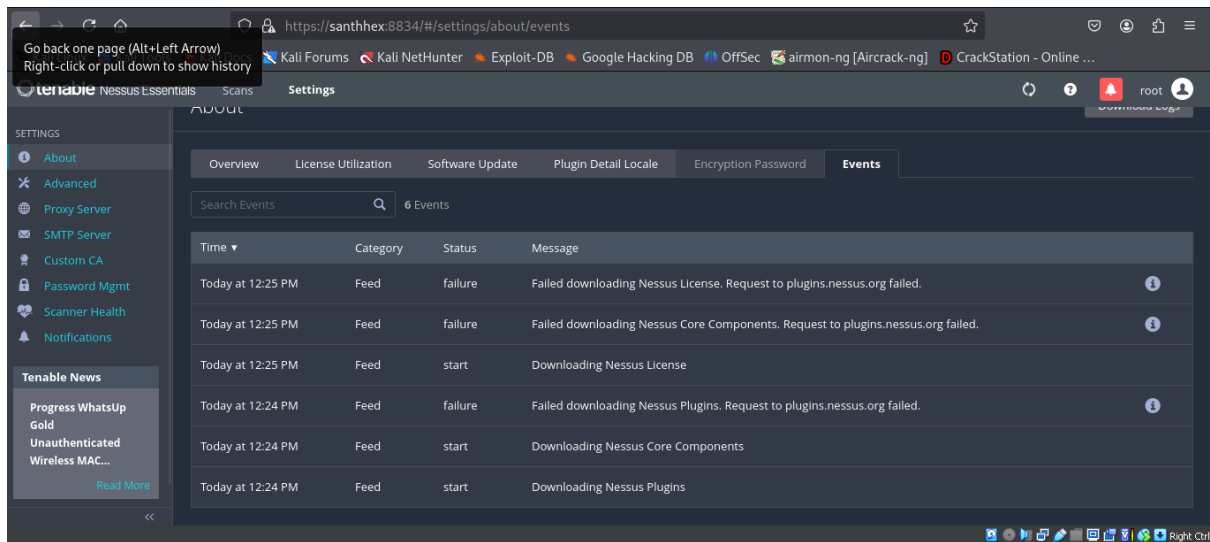 https://santhhex:8834/#/settings/about/events
Go back one page (Alt+Left Arrow)
Right-click or pull down to show history
Docs Kali Forums Kali NetHunter Exploit-DB Google Hacking DB OffSec airmon-ng [Aircrack-ng] CrackStation - Online ...
tenable Nessus Essentials Scans Settings root
About Download Logs
SETTINGS
About
Advanced
Proxy Server
SMTP Server
Custom CA
Password Mgmt
Scanner Health
Notifications
Tenable News
Progress WhatsUp
Gold
Unauthenticated
Wireless MAC...
Read More
Overview License Utilization Software Update Plugin Detail Locale Encryption Password Events
Search Events 6 Events
Time Category Status Message
Today at 12:25 PM Feed failure Failed downloading Nessus License. Request to plugins.nessus.org failed.
Today at 12:25 PM Feed failure Failed downloading Nessus Core Components. Request to plugins.nessus.org failed.
Today at 12:25 PM Feed start Downloading Nessus License
Today at 12:24 PM Feed failure Failed downloading Nessus Plugins. Request to plugins.nessus.org failed.
Today at 12:24 PM Feed start Downloading Nessus Core Components
Today at 12:24 PM Feed start Downloading Nessus Plugins
Right Ctrl